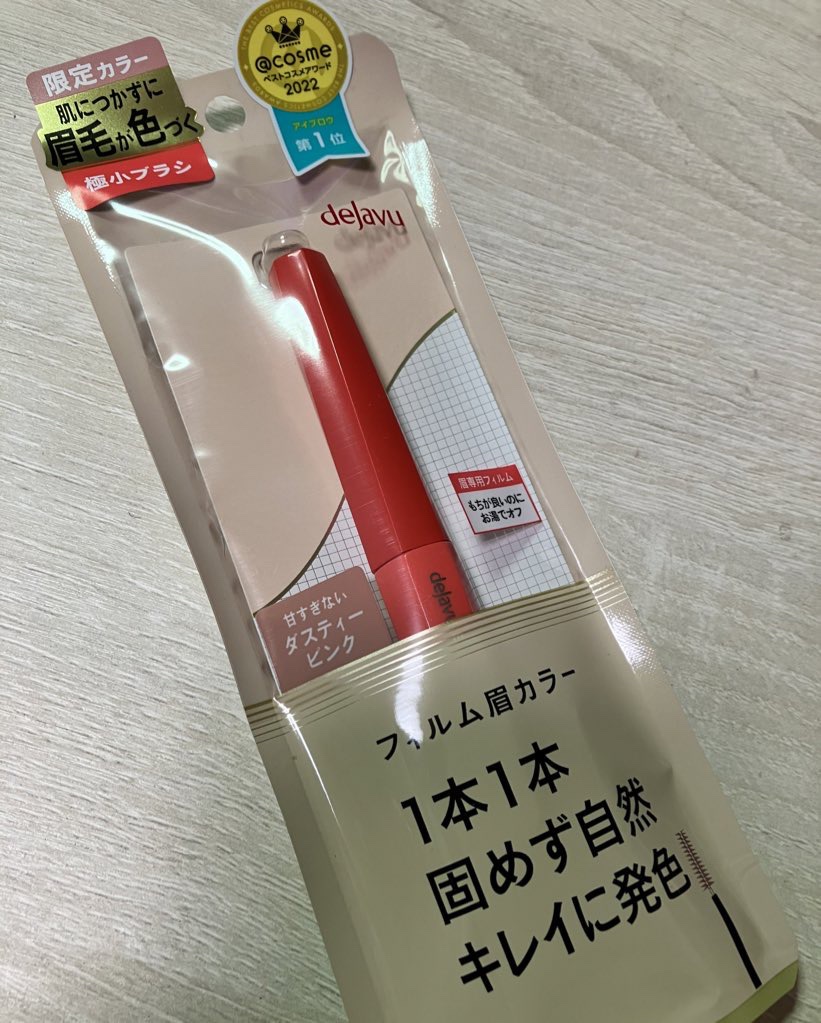 限定カラー
肌につかずに
眉毛が色づく
極小ブラシ
THE BEST COSMETICS AWARDS
@cosme
ベストコスメアワード
2022
アイブロウ
第1位
dejavu
眉専用フィルム
もちが良いのに
お湯でオフ
dejavu
甘すぎない
ダスティー
ピンク
フィルム眉カラー
1本1本
固めず自然
キレイに発色